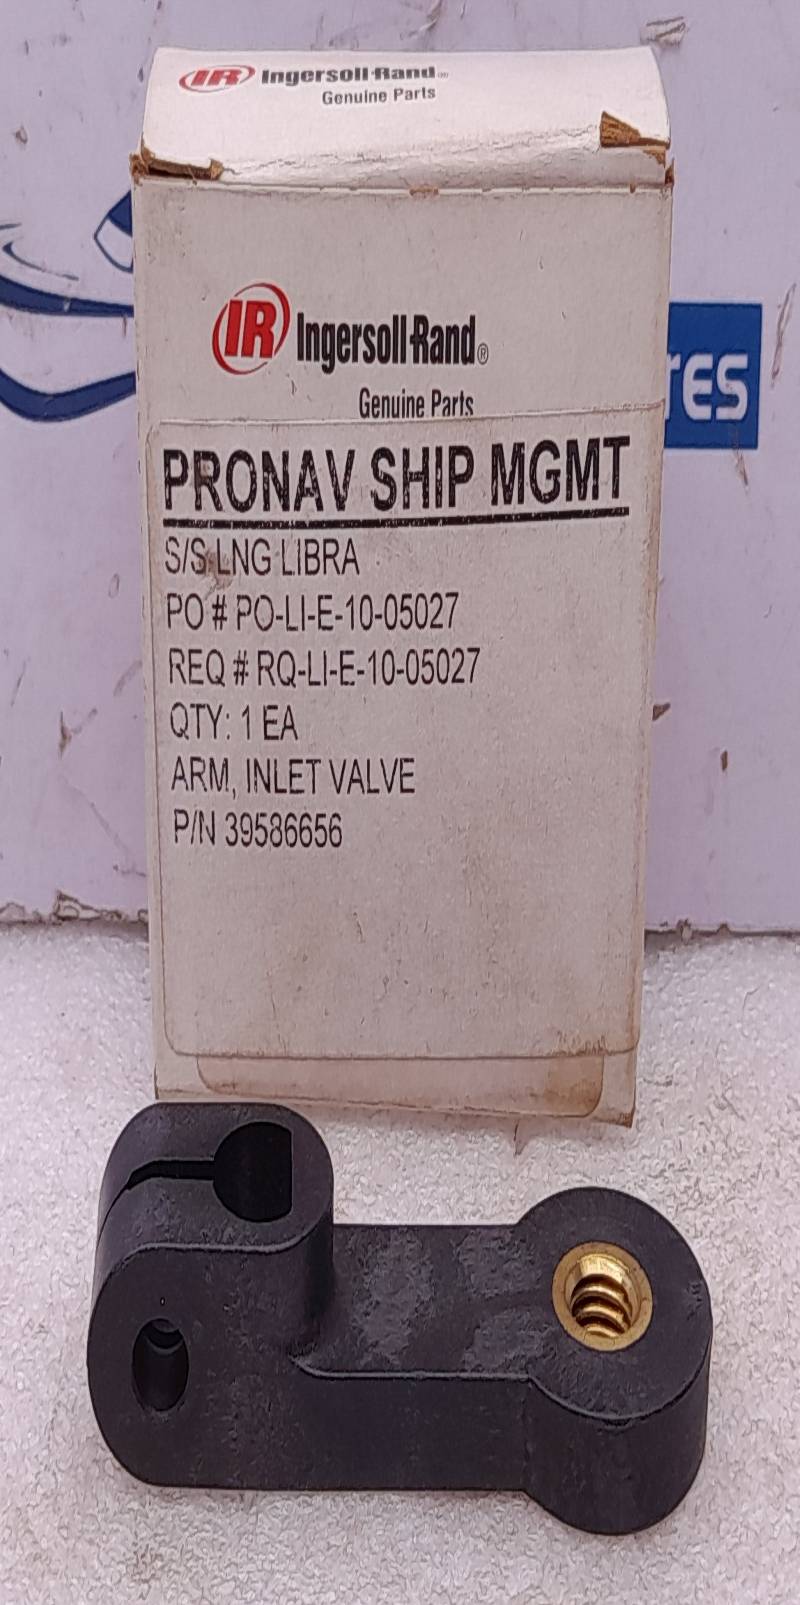 IR Ingersoll-Rand®
Genuine Parts
IR Ingersoll-Rand®
Genuine Parts
PRONAV SHIP MGMT
S/S LNG LIBRA
PO # PO-LI-E-10-05027
REQ # RQ-LI-E-10-05027
QTY: 1 EA
ARM, INLET VALVE
P/N 39586656